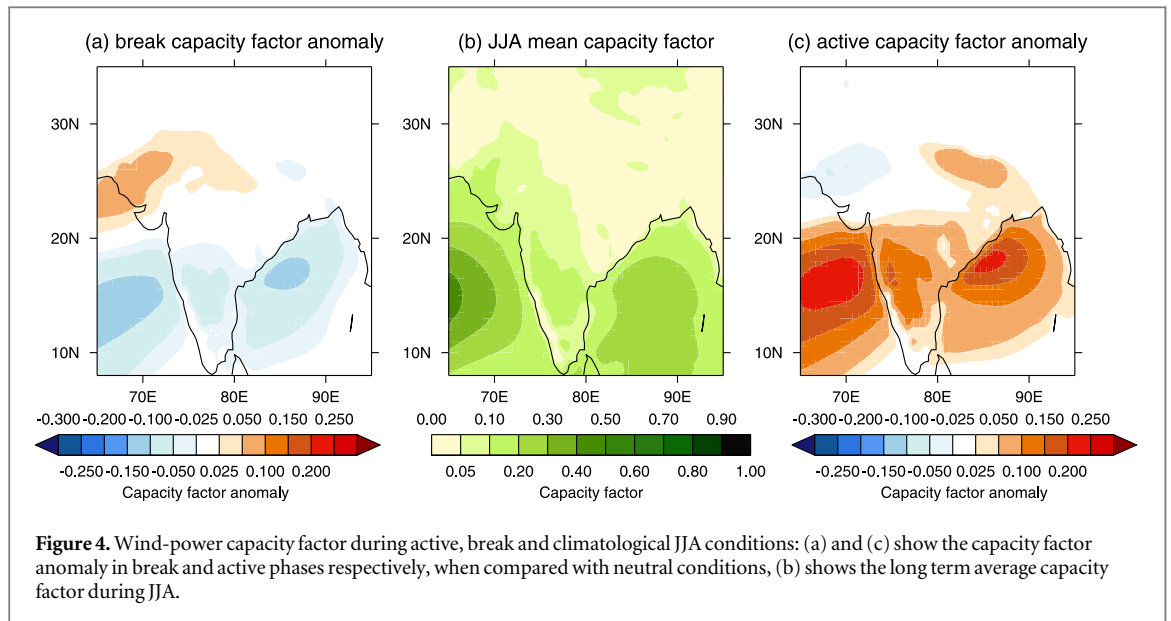 (a) break capacity factor anomaly
(b) JJA mean capacity factor
(c) active capacity factor anomaly
30N
20N
10N
70E 80E 90E
30N
20N
10N
70E 80E 90E
30N
20N
10N
70E 80E 90E
-0.300 -0.200 -0.100 -0.025 0.050 0.150 0.250
-0.250 -0.150 -0.050 0.025 0.100 0.200
Capacity factor anomaly
0.00 0.10 0.30 0.50 0.70 0.90
0.05 0.20 0.40 0.60 0.80 1.00
Capacity factor
-0.300 -0.200 -0.100 -0.025 0.050 0.150 0.250
-0.250 -0.150 -0.050 0.025 0.100 0.200
Capacity factor anomaly
Figure 4. Wind-power capacity factor during active, break and climatological JJA conditions: (a) and (c) show the capacity factor
anomaly in break and active phases respectively, when compared with neutral conditions, (b) shows the long term average capacity
factor during JJA.